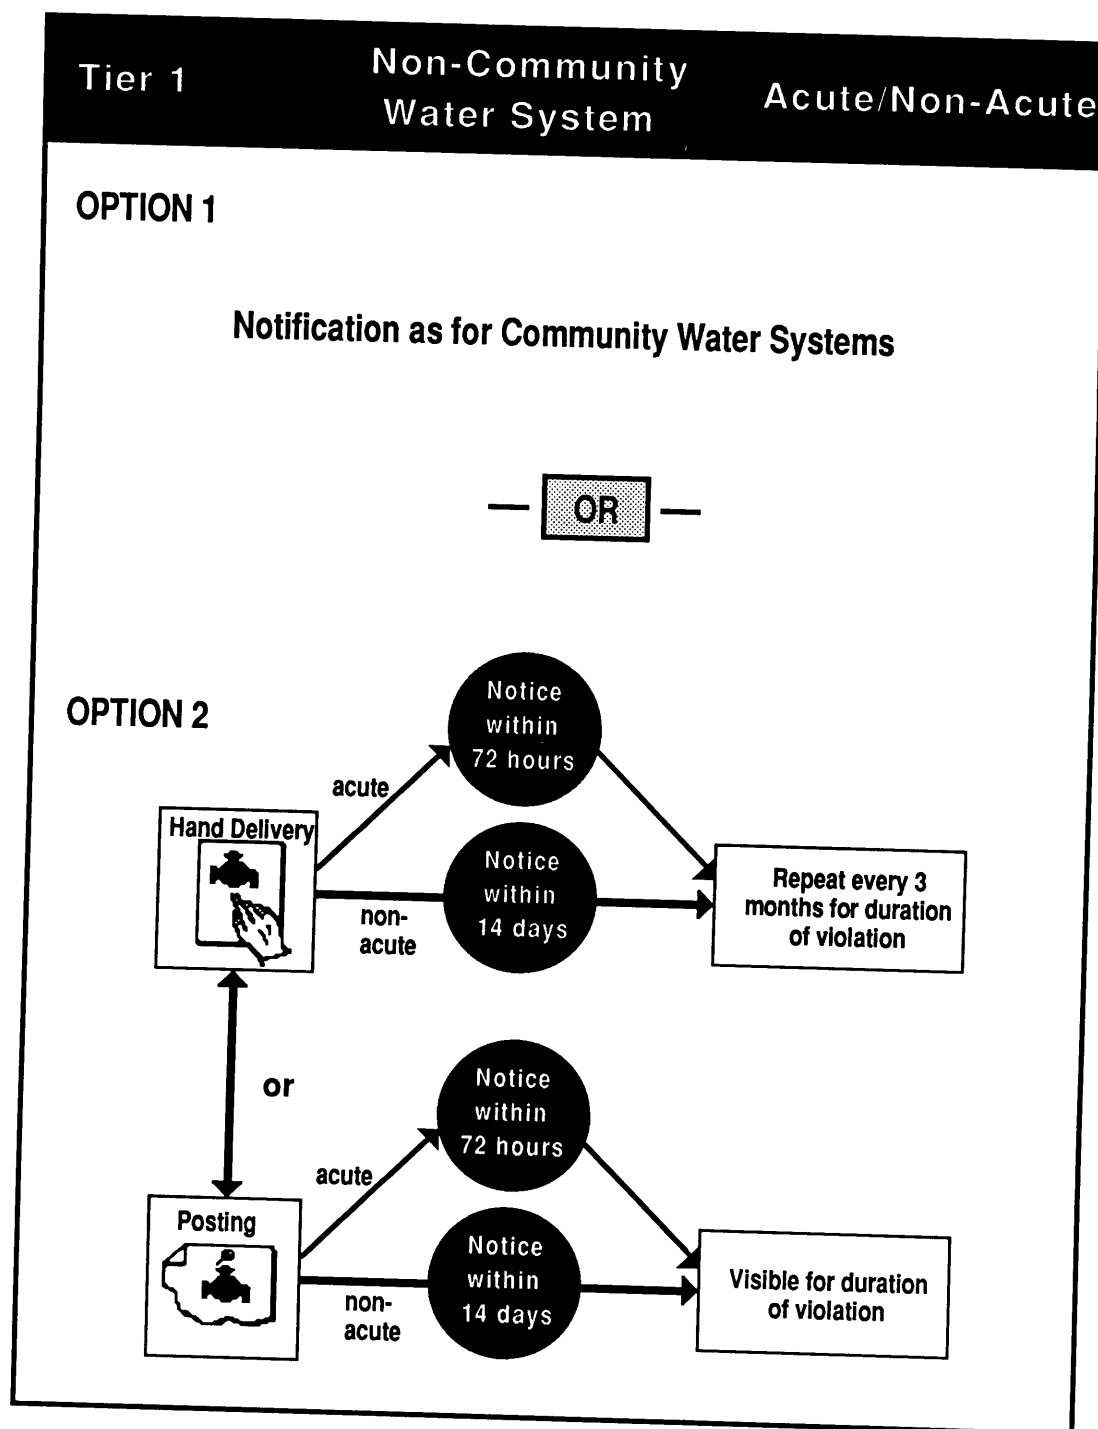 Tier 1
Non-Community
Water System
Acute/Non-Acute
OPTION 1
Notification as for Community Water Systems
OR
OPTION 2
Notice
within
72 hours
acute
Hand Delivery
Notice
within
14 days
non-
acute
Repeat every 3
months for duration
of violation
or
Notice
within
72 hours
acute
Posting
Notice
within
14 days
non-
acute
Visible for duration
of violation